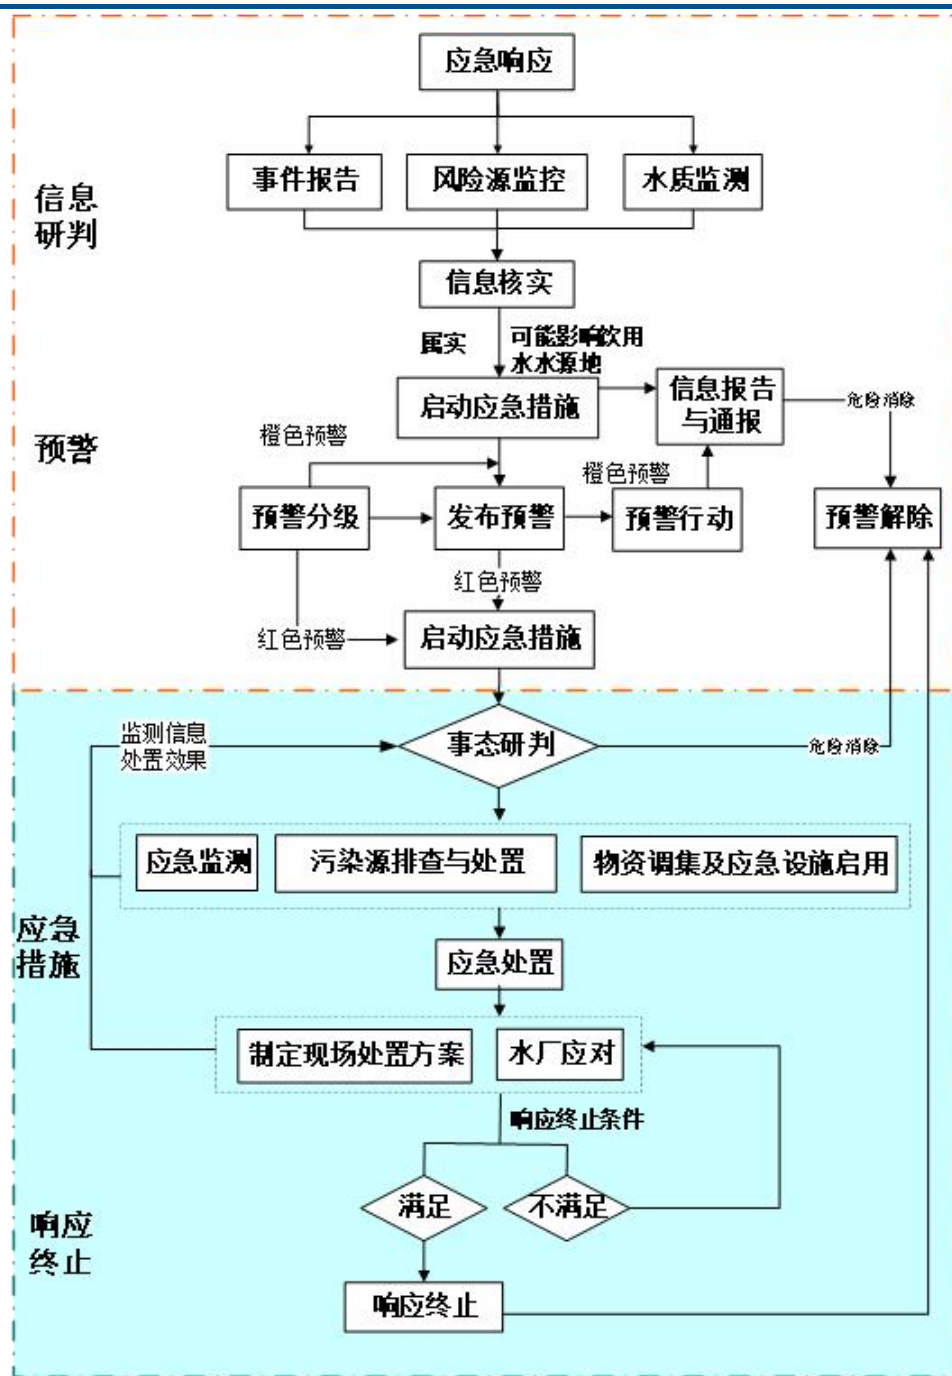 应急响应
事件报告
风险源监控
水质监测
信息
研判
信息核实
属实
可能影响饮用
水水源地
启动应急措施
信息报告
与通报
危险消除
预警
橙色预警
橙色预警
预警分级
发布预警
预警行动
预警解除
红色预警
红色预警
启动应急措施
监测信息
处置效果
事态研判
危险消除
应急监测
污染源排查与处置
物资调集及应急设施启用
应急
措施
应急处置
制定现场处置方案
水厂应对
响应终止条件
满足
不满足
响应
终止
响应终止